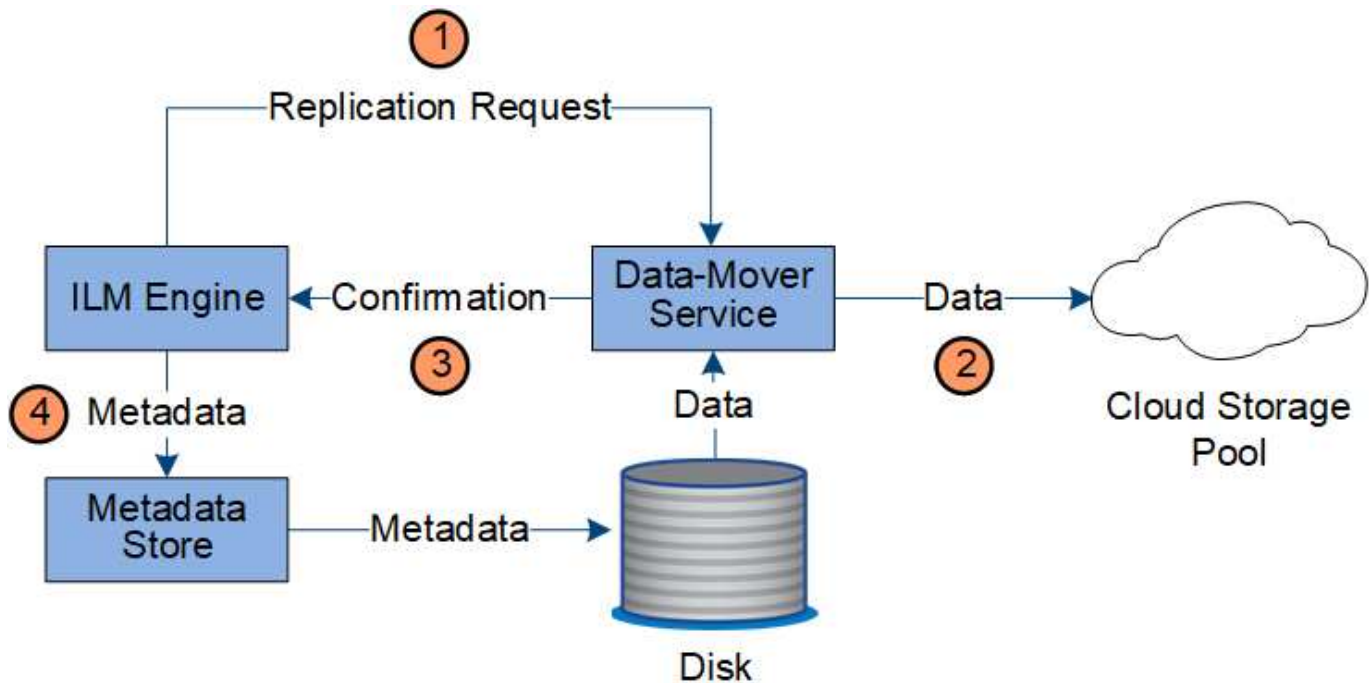 1
Replication Request
ILM Engine
Confirmation
Data-Mover
Service
Data
3
2
4
Metadata
Data
Cloud Storage
Pool
Metadata
Store
Metadata
Disk